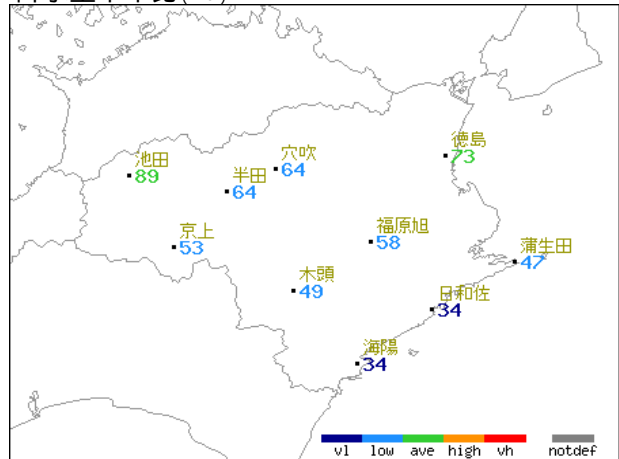 池田
89
半田
64
穴吹
64
徳島
73
京上
53
福原旭
58
蒲生田
47
木頭
49
日和佐
34
海陽
34
vl low ave high vh notdef